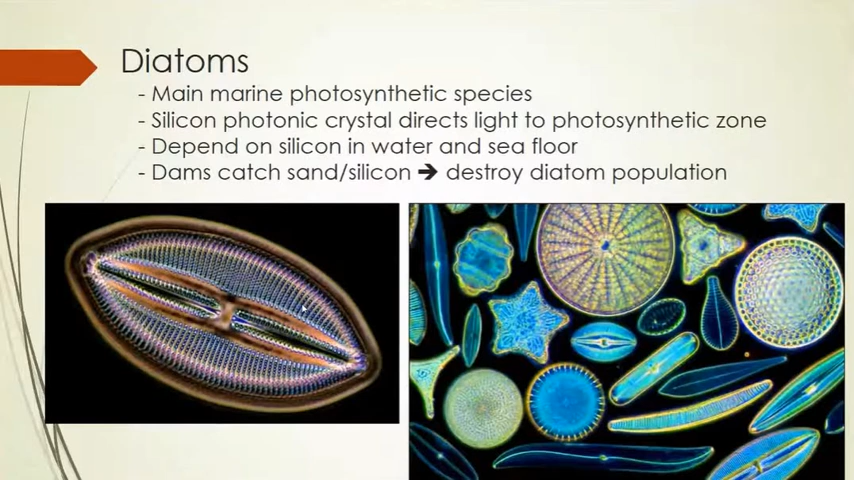 Diatoms
- Main marine photosynthetic species
- Silicon photonic crystal directs light to photosynthetic zone
- Depend on silicon in water and sea floor
- Dams catch sand/silicon ➔ destroy diatom population